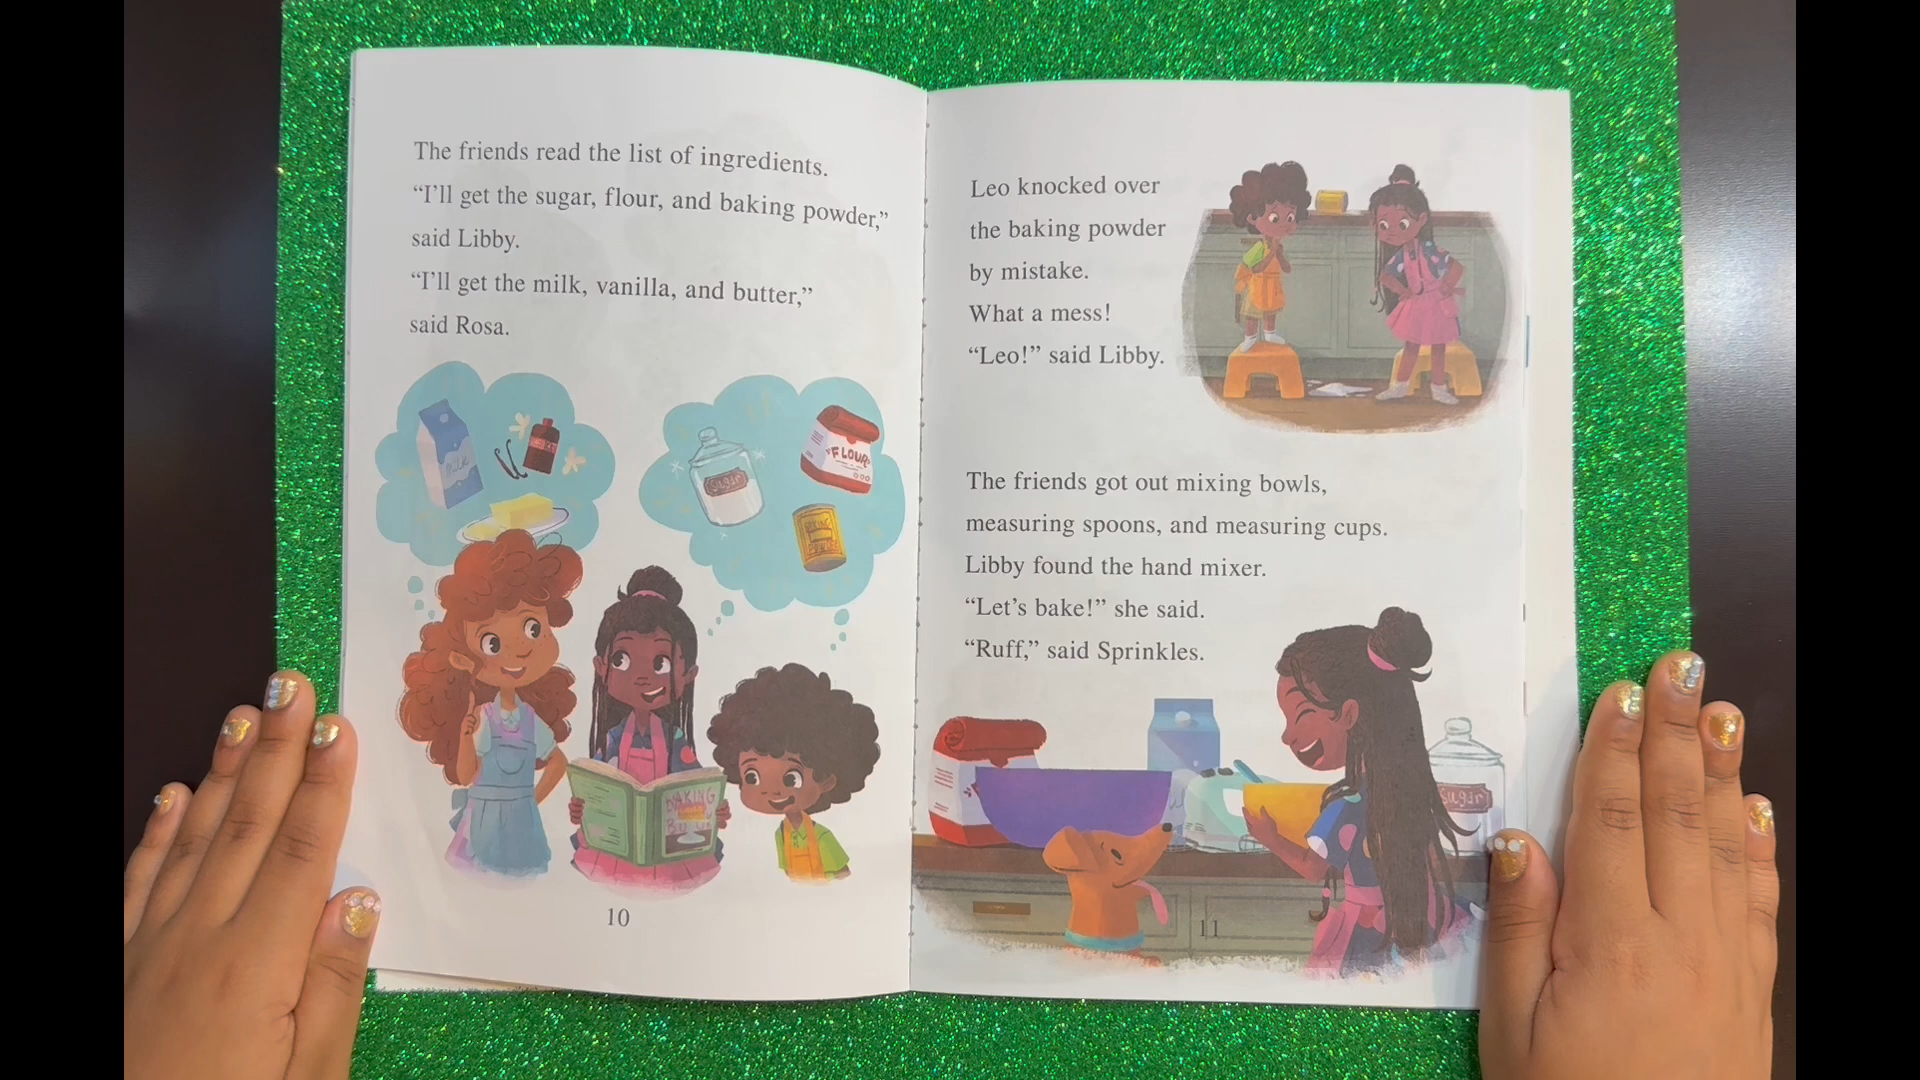 The friends read the list of ingredients.
“I’ll get the sugar, flour, and baking powder,”
said Libby.
“I’ll get the milk, vanilla, and butter,”
said Rosa.
Milk
Sugar
FLOUR
BAKING
BAKING
10
Leo knocked over
the baking powder
by mistake.
What a mess!
“Leo!” said Libby.
The friends got out mixing bowls,
measuring spoons, and measuring cups.
Libby found the hand mixer.
“Let’s bake!” she said.
“Ruff,” said Sprinkles.
Sugar
11